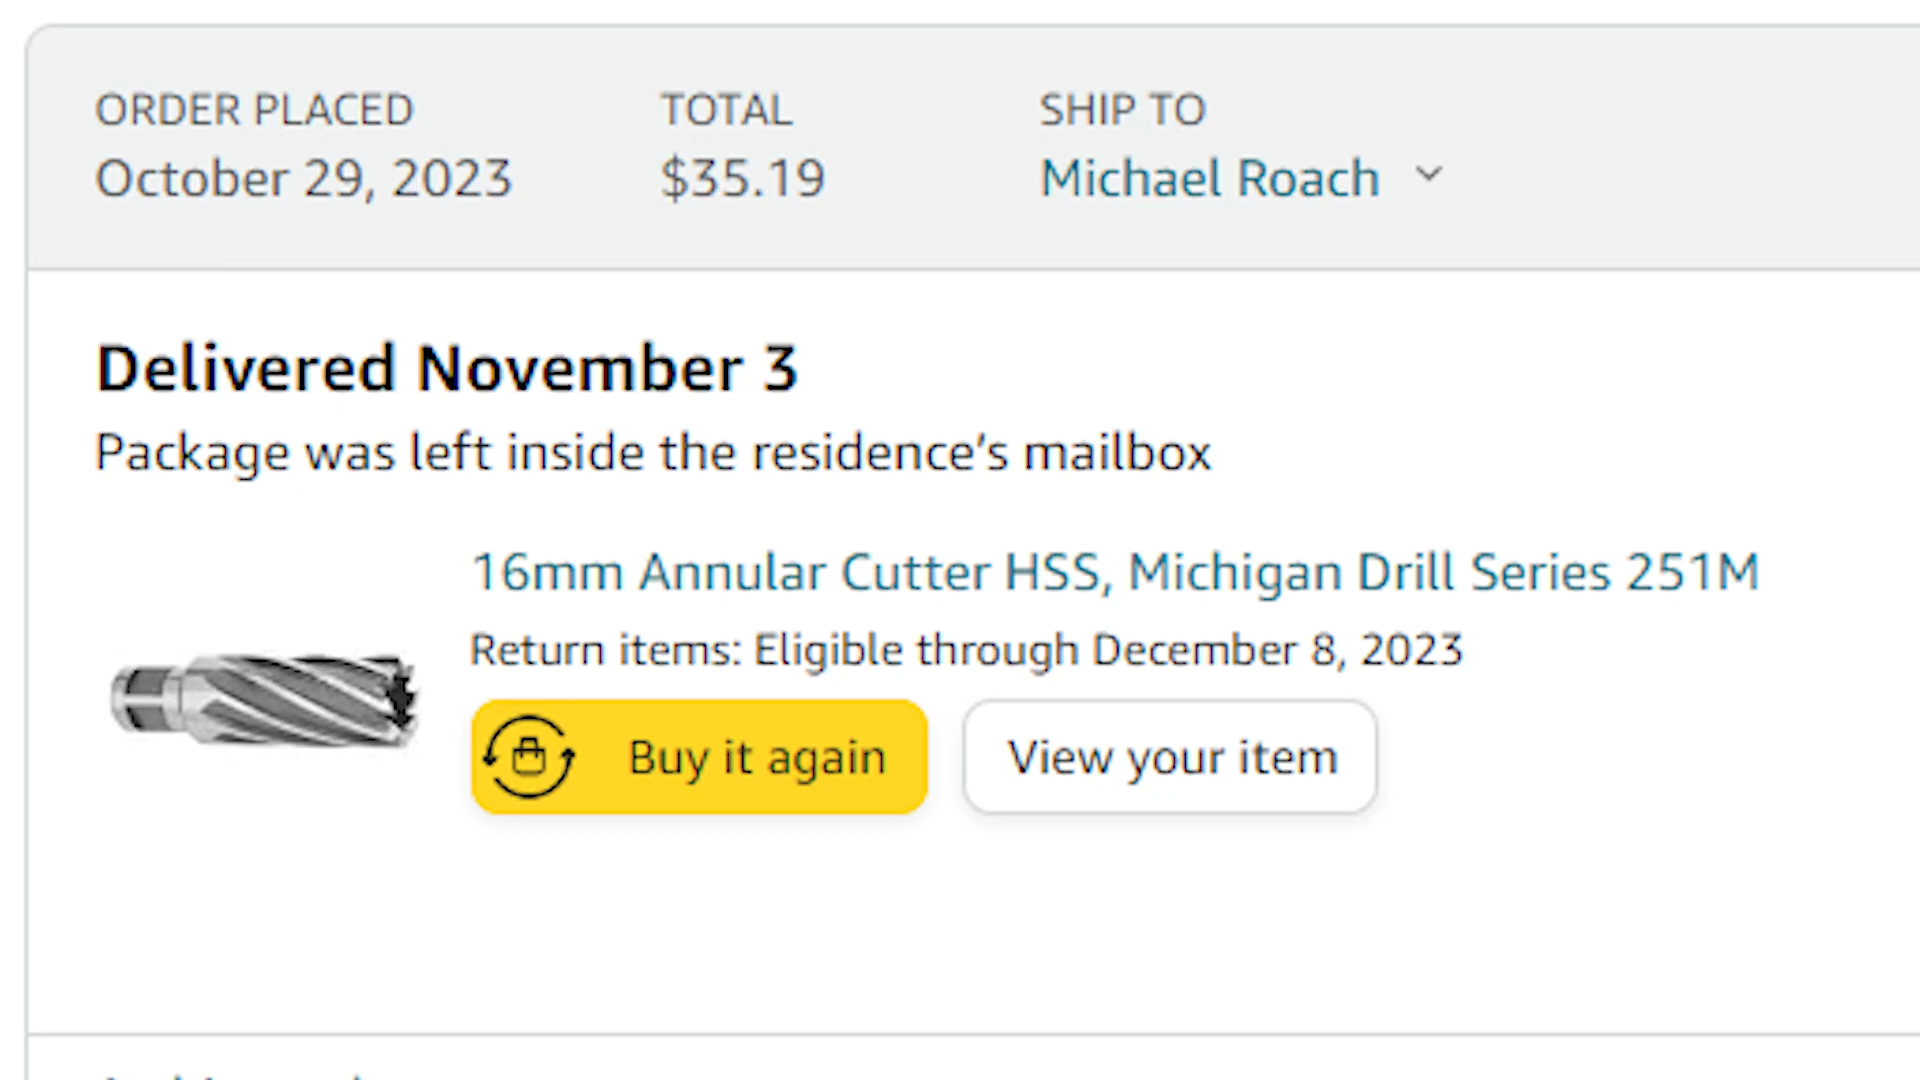 ORDER PLACED TOTAL SHIP TO
October 29, 2023 $35.19 Michael Roach
Delivered November 3
Package was left inside the residence’s mailbox
16mm Annular Cutter HSS, Michigan Drill Series 251M
Return items: Eligible through December 8, 2023
Buy it again View your item